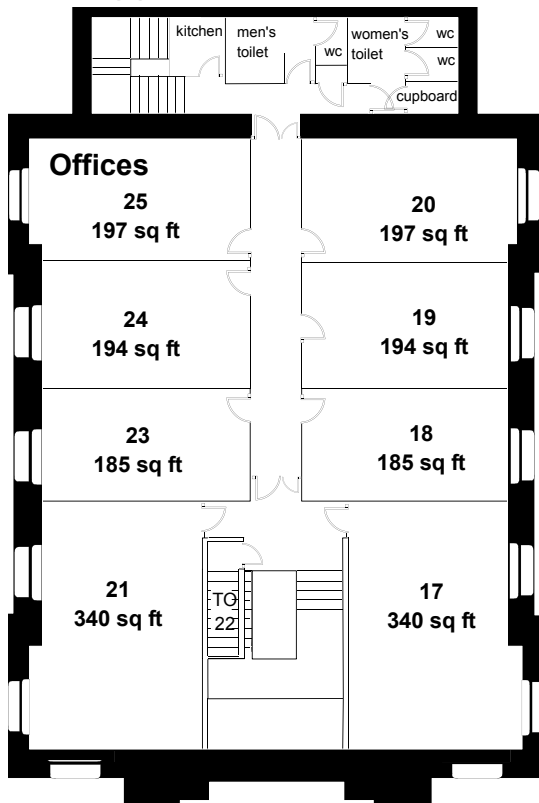 kitchen
men's
toilet
wc
women's
toilet
wc
wc
cupboard
Offices
25
197 sq ft
20
197 sq ft
24
194 sq ft
19
194 sq ft
23
185 sq ft
18
185 sq ft
21
340 sq ft
TO
22
17
340 sq ft